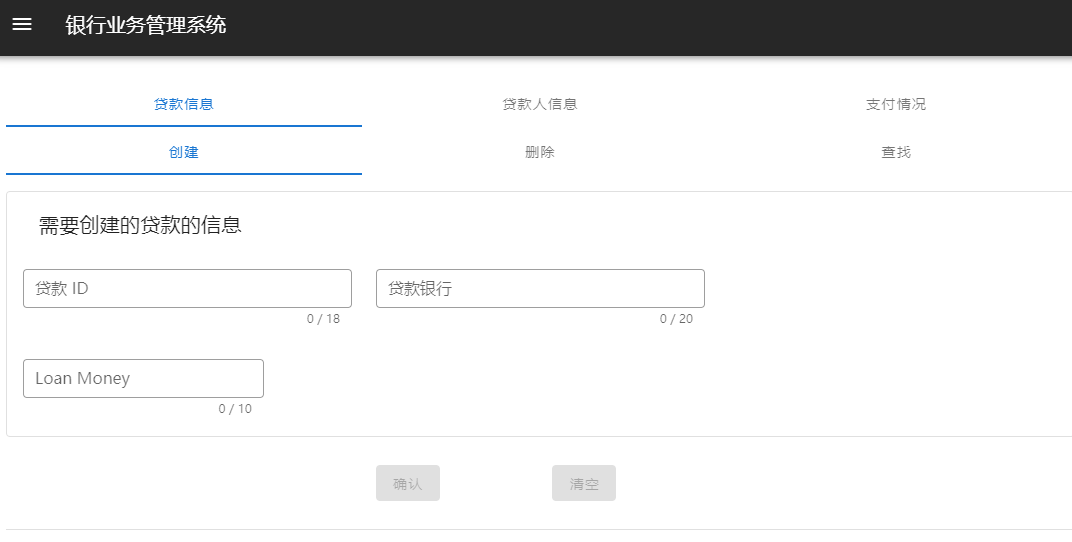 银行业务管理系统
贷款信息 贷款人信息 支付情况
创建 删除 查找
需要创建的贷款的信息
贷款 ID 贷款银行
0 / 18 0 / 20
Loan Money
0 / 10
确认 清空